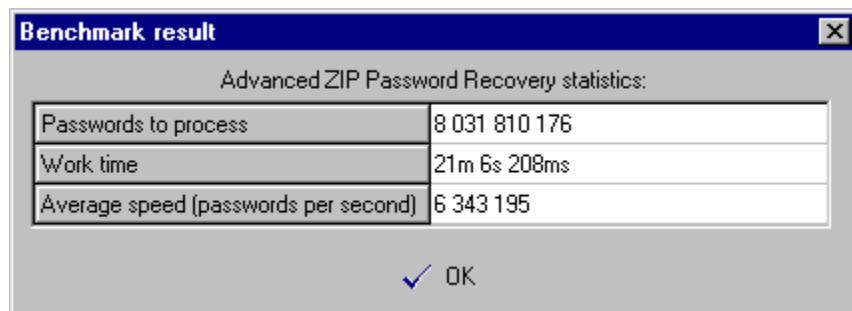 Benchmark result
Advanced ZIP Password Recovery statistics:
Passwords to process 8 031 810 176
Work time 21m 6s 208ms
Average speed (passwords per second) 6 343 195
OK